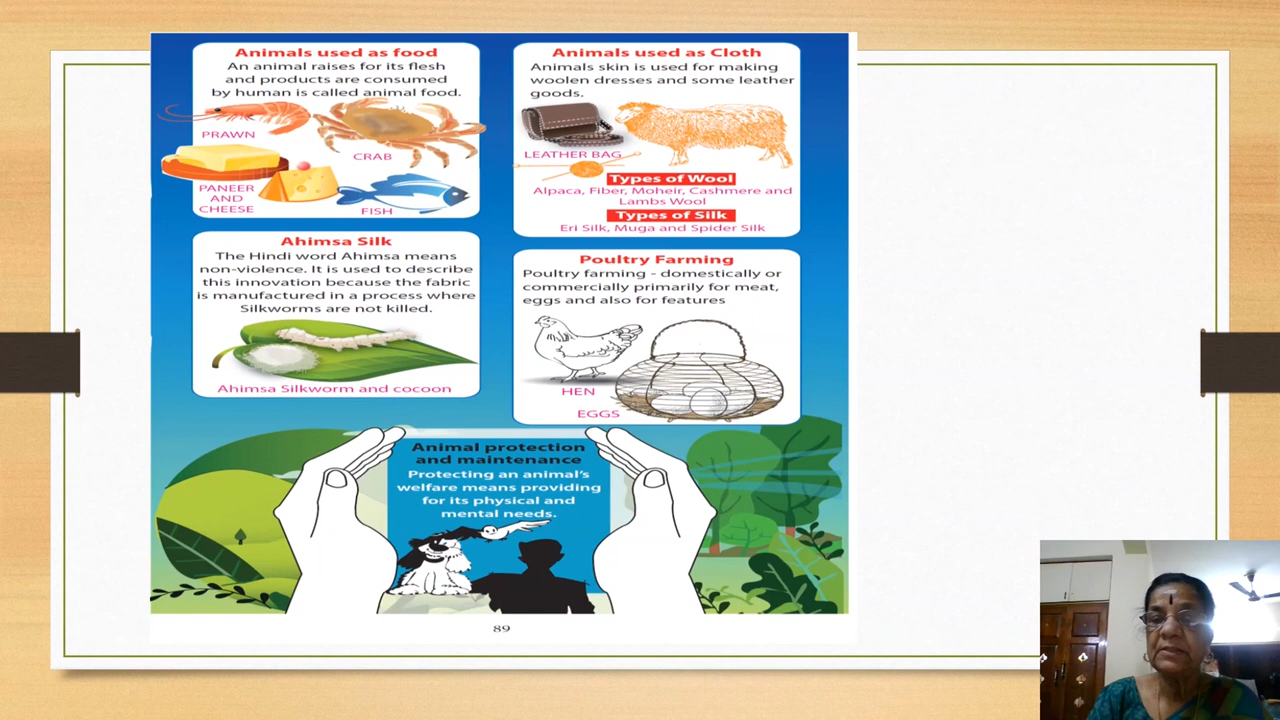 Animals used as food
An animal raises for its flesh
and products are consumed
by human is called animal food.
PRAWN
CRAB
PANEER
AND
CHEESE
FISH
Animals used as Cloth
Animals skin is used for making
woolen dresses and some leather
goods.
LEATHER BAG
Types of Wool
Alpaca, Fiber, Moheir, Cashmere and
Lambs Wool
Types of Silk
Eri Silk, Muga and Spider Silk
Ahimsa Silk
The Hindi word Ahimsa means
non-violence. It is used to describe
this innovation because the fabric
is manufactured in a process where
Silkworms are not killed.
Ahimsa Silkworm and cocoon
Poultry Farming
Poultry farming - domestically or
commercially primarily for meat,
eggs and also for features
HEN
EGGS
Animal protection
and maintenance
Protecting an animal's
welfare means providing
for its physical and
mental needs.
89